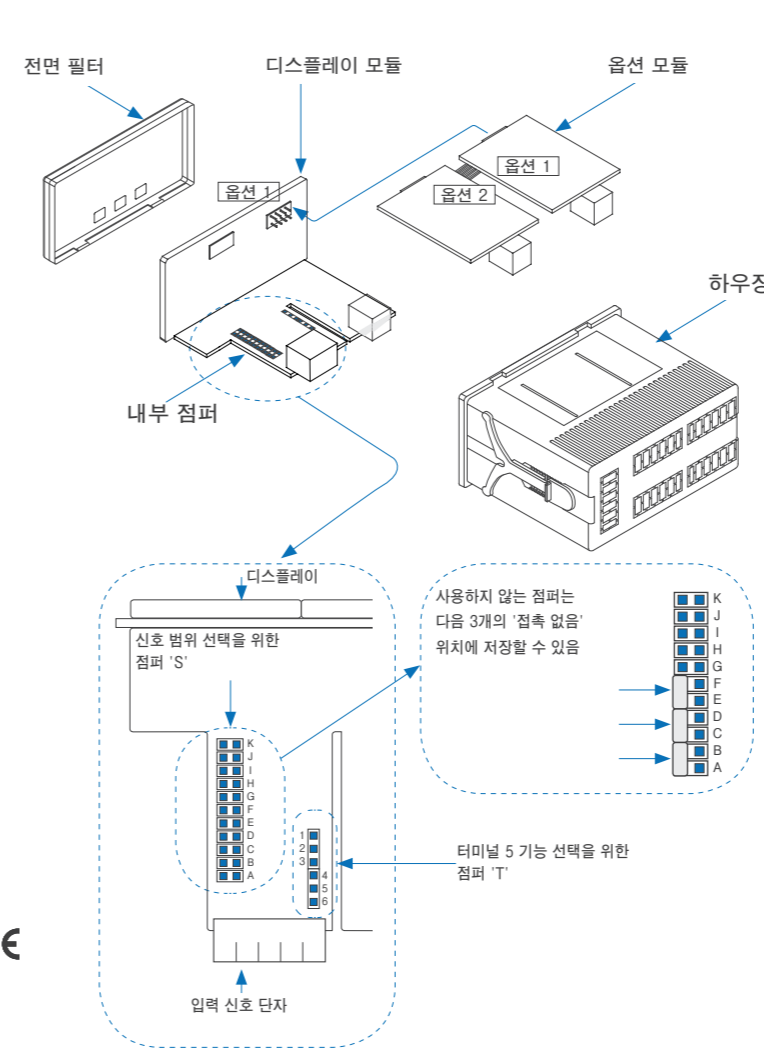 전면 필터
디스플레이 모듈
옵션 모듈
옵션 1
옵션 1
옵션 2
하우징
내부 점퍼
디스플레이
신호 범위 선택을 위한
점퍼 'S'
K
J
I
H
G
F
E
D
C
B
A
1
2
3
4
5
6
터미널 5 기능 선택을 위한
점퍼 'T'
입력 신호 단자
사용하지 않는 점퍼는
다음 3개의 '접촉 없음'
위치에 저장할 수 있음
K
J
I
H
G
F
E
D
C
B
A